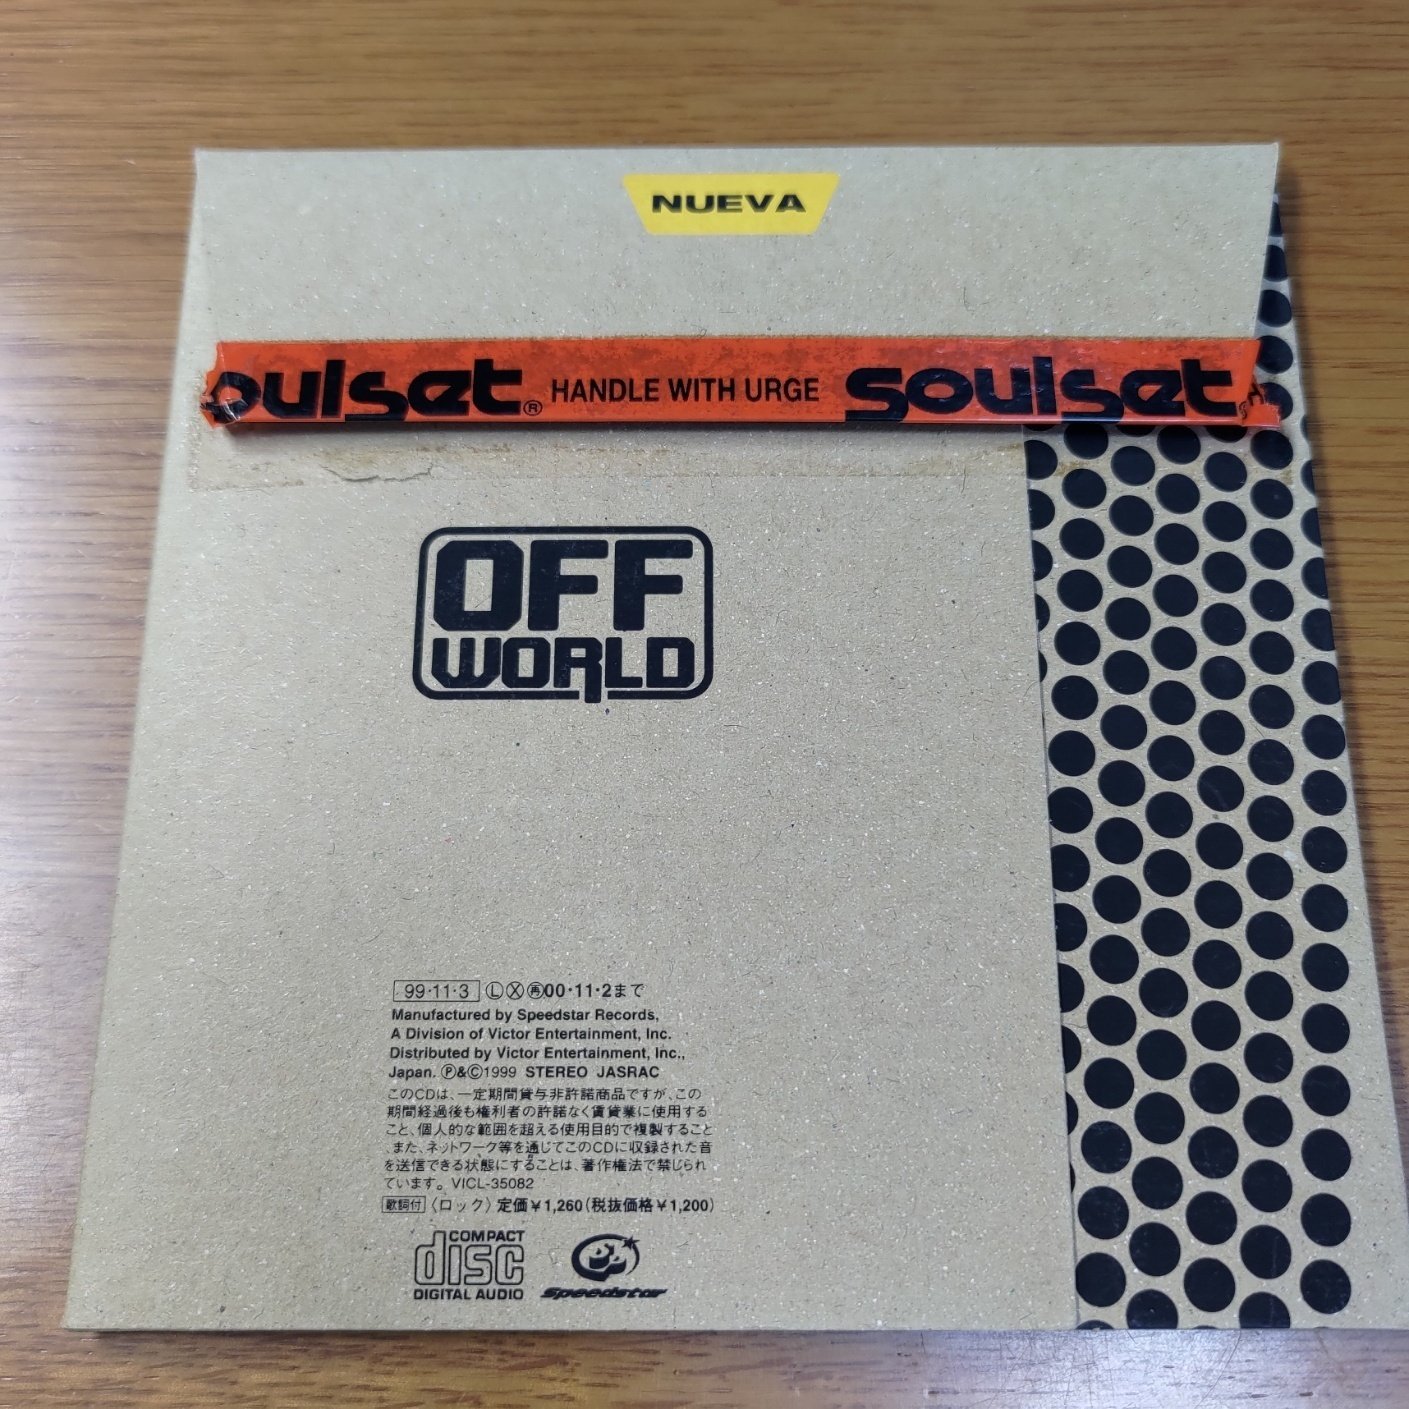 NUEVA
oulset® HANDLE WITH URGE soulset
OFF
WORLD
99·11·3 Ⓛ Ⓧ ㊢00·11·2まで
Manufactured by Speedstar Records,
A Division of Victor Entertainment, Inc.
Distributed by Victor Entertainment, Inc.,
Japan. Ⓟ&Ⓒ1999 STEREO JASRAC
このCDは、一定期間貸与非許諾商品ですが、この
期間経過後も権利者の許諾なく賃貸業に使用する
こと、個人的な範囲を超える使用目的で複製すること
、また、ネットワーク等を通じてこのCDに収録された音
を送信できる状態にすることは、著作権法で禁じられ
ています。VICL-35082
歌詞付〈ロック〉定価￥1,260(税抜価格￥1,200)
COMPACT
disc
DIGITAL AUDIO
Speedstar